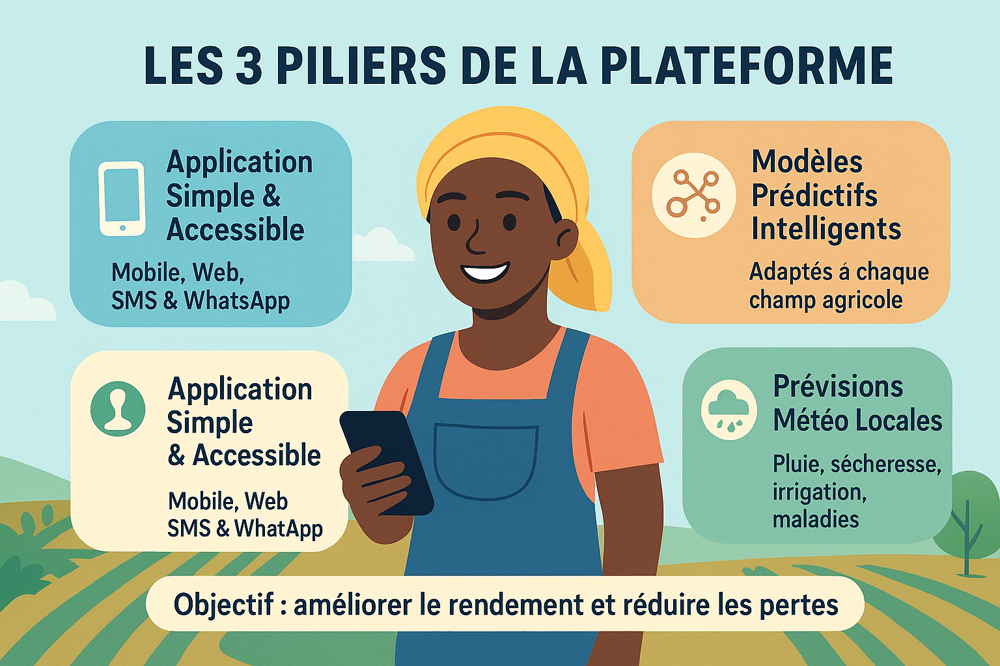 LES 3 PILIERS DE LA PLATEFORME
Application
Simple &
Accessible
Mobile, Web,
SMS & WhatsApp
Modèles
Prédictifs
Intelligents
Adaptés á chaque
champ agricole
Application
Simple
& Accessible
Mobile, Web
SMS & WhatApp
Prévisions
Météo Locales
Pluie, sécheresse,
irrigation,
maladies
Objectif : améliorer le rendement et réduire les pertes